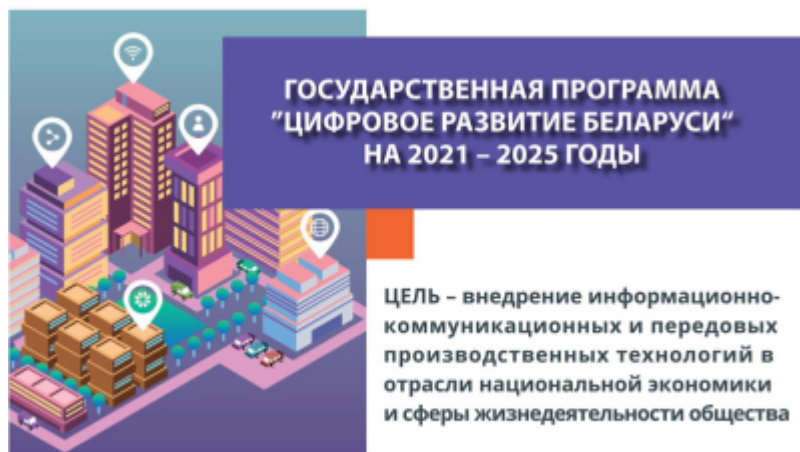 ГОСУДАРСТВЕННАЯ ПРОГРАММА
”ЦИФРОВОЕ РАЗВИТИЕ БЕЛАРУСИ“
НА 2021 – 2025 ГОДЫ
ЦЕЛЬ – внедрение информационно-
коммуникационных и передовых
производственных технологий в
отрасли национальной экономики
и сферы жизнедеятельности общества